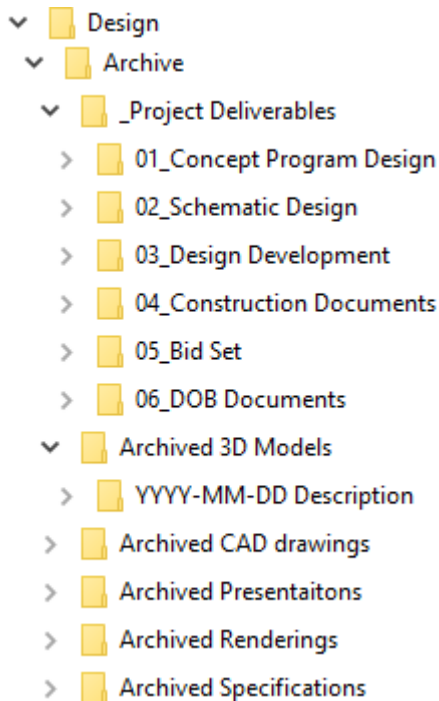 Design
Archive
_Project Deliverables
01_Concept Program Design
02_Schematic Design
03_Design Development
04_Construction Documents
05_Bid Set
06_DOB Documents
Archived 3D Models
YYYY-MM-DD Description
Archived CAD drawings
Archived Presentaitons
Archived Renderings
Archived Specifications